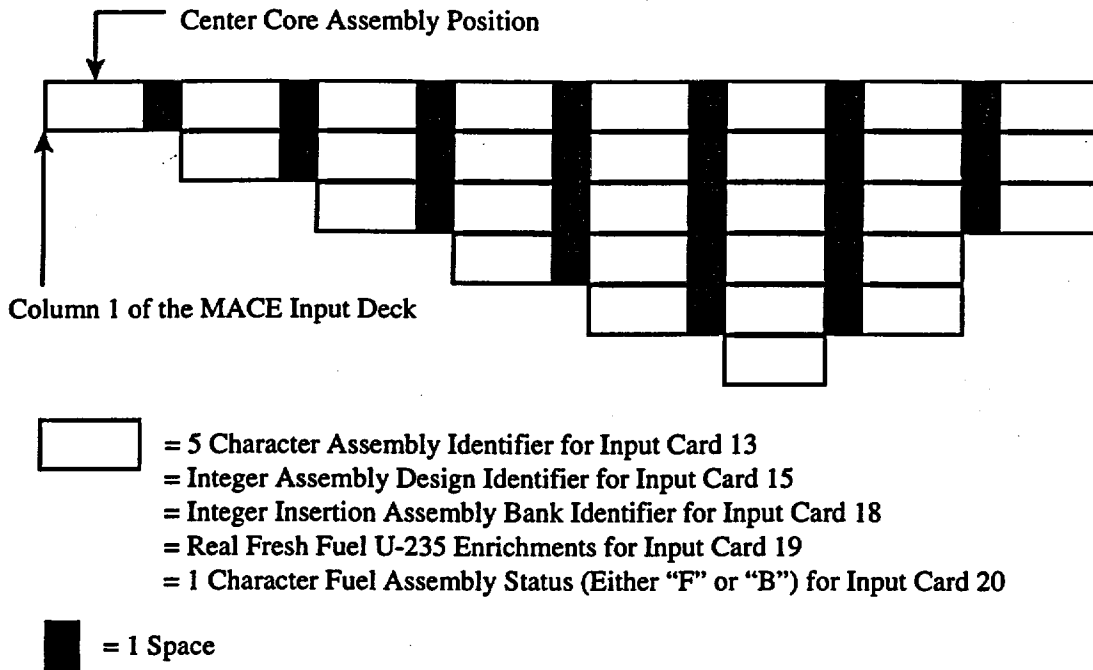 Center Core Assembly Position
Column 1 of the MACE Input Deck
= 5 Character Assembly Identifier for Input Card 13
= Integer Assembly Design Identifier for Input Card 15
= Integer Insertion Assembly Bank Identifier for Input Card 18
= Real Fresh Fuel U-235 Enrichments for Input Card 19
= 1 Character Fuel Assembly Status (Either “F” or “B”) for Input Card 20
= 1 Space